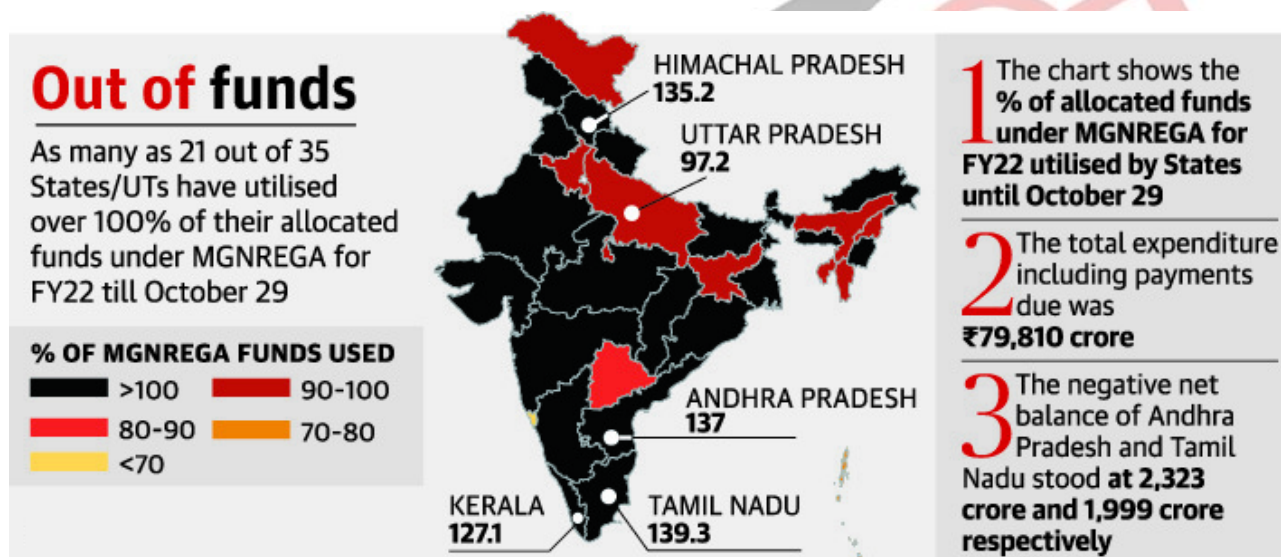 Out of funds
As many as 21 out of 35
States/UTs have utilised
over 100% of their allocated
funds under MGNREGA for
FY22 till October 29
% OF MGNREGA FUNDS USED
>100 90-100
80-90 70-80
<70
HIMACHAL PRADESH
135.2
UTTAR PRADESH
97.2
ANDHRA PRADESH
137
KERALA
127.1
TAMIL NADU
139.3
1 The chart shows the
% of allocated funds
under MGNREGA for
FY22 utilised by States
until October 29
2 The total expenditure
including payments
due was
₹79,810 crore
3 The negative net
balance of Andhra
Pradesh and Tamil
Nadu stood at 2,323
crore and 1,999 crore
respectively